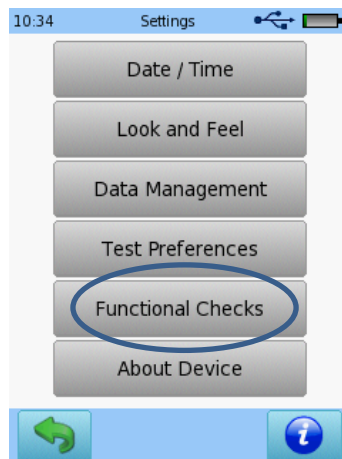 10:34 Settings
Date / Time
Look and Feel
Data Management
Test Preferences
Functional Checks
About Device
i